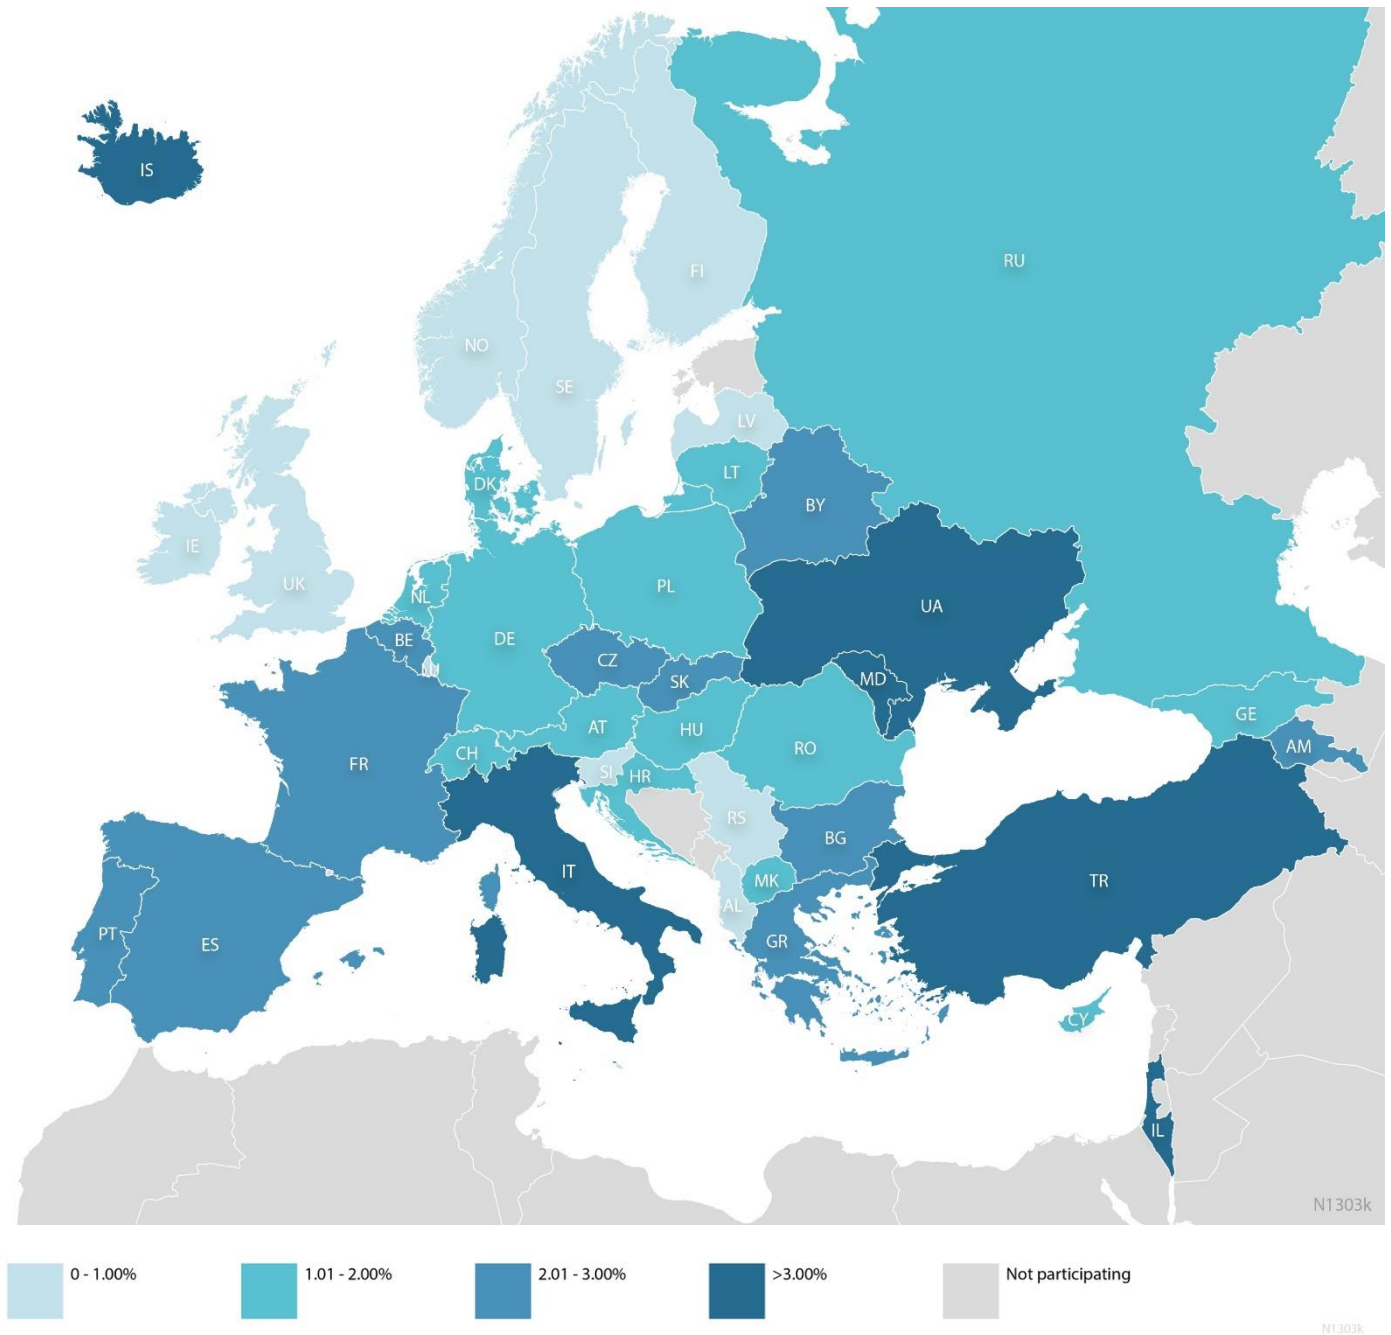 IS
RU
FI
NO
SE
LV
LT
DK
BY
IE
UK
NL
PL
UA
DE
BE
LU
CZ
SK
MD
AT
HU
GE
CH
RO
AM
FR
SI
HR
RS
BG
IT
MK
TR
AL
PT
ES
GR
CY
IL
N1303k
0 - 1.00%
1.01 - 2.00%
2.01 - 3.00%
>3.00%
Not participating
N1303k